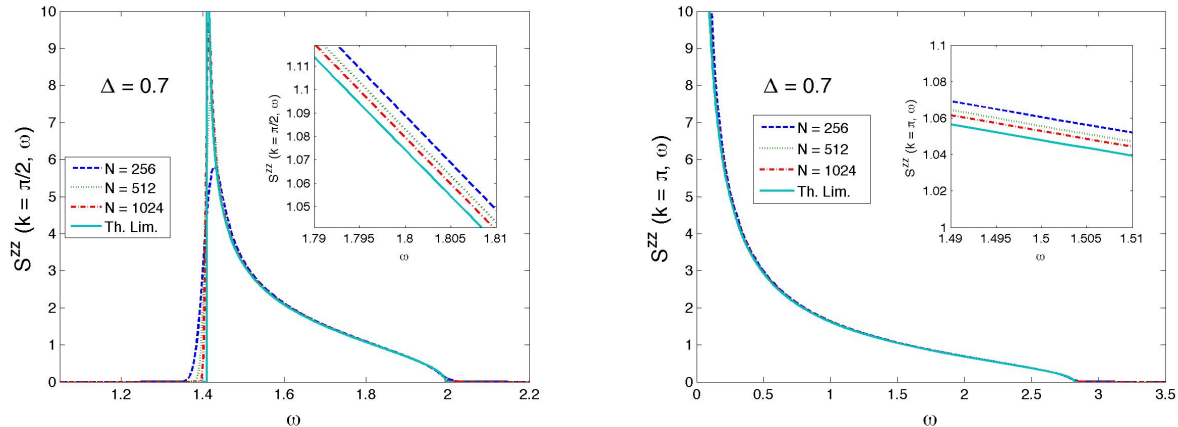 10
9
8
7
6
5
4
3
2
1
0
S^zz (k = π/2, ω)
Δ = 0.7
N = 256
N = 512
N = 1024
Th. Lim.
1.2 1.4 1.6 1.8 2.0 2.2
ω
1.11
1.1
1.09
1.08
1.07
1.06
1.05
S^zz (k = π/2, ω)
1.79 1.795 1.8 1.805 1.81
ω
10
9
8
7
6
5
4
3
2
1
0
S^zz (k = π, ω)
Δ = 0.7
N = 256
N = 512
N = 1024
Th. Lim.
0 0.5 1 1.5 2 2.5 3 3.5
ω
1.1
1.08
1.06
1.04
1.02
1
S^zz (k = π, ω)
1.49 1.495 1.5 1.505 1.51
ω